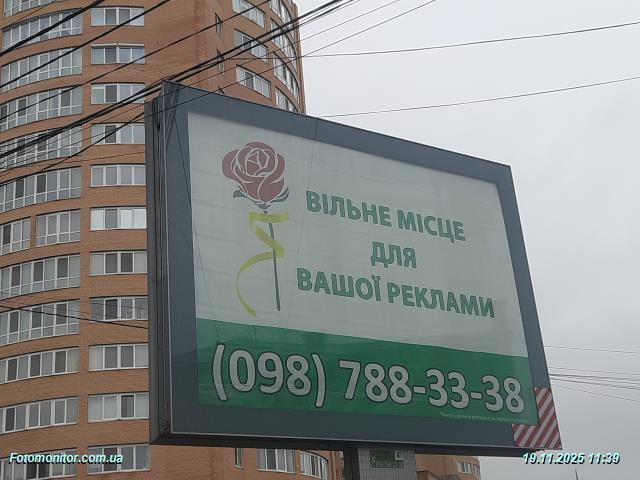 ВІЛЬНЕ МІСЦЕ
ДЛЯ
ВАШОЇ РЕКЛАМИ
(098) 788-33-38
Fotomonitor.com.ua
19.11.2025 11:39